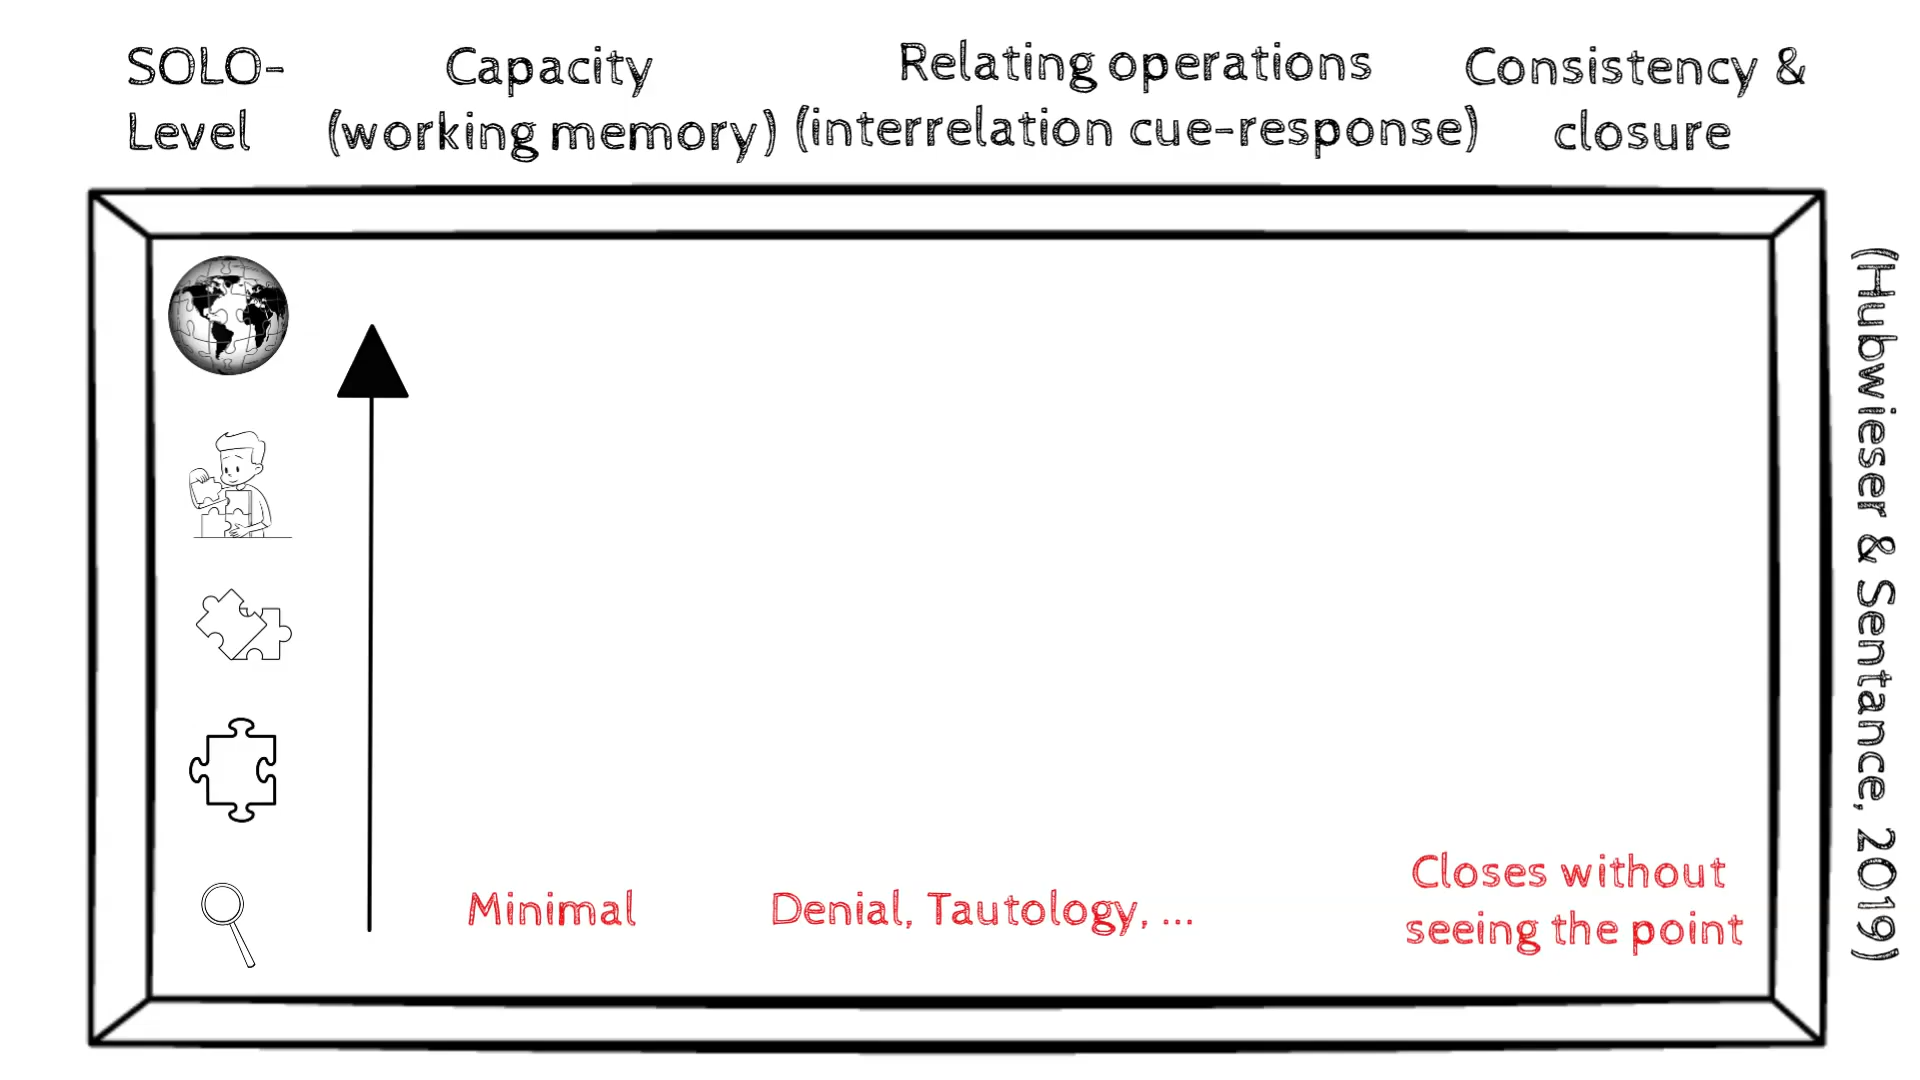 SOLO-
Level
Capacity
(working memory)
Relating operations
(interrelation cue-response)
Consistency &
closure
Minimal
Denial, Tautology, ...
Closes without
seeing the point
(Hubwieser & Sentance, 2019)